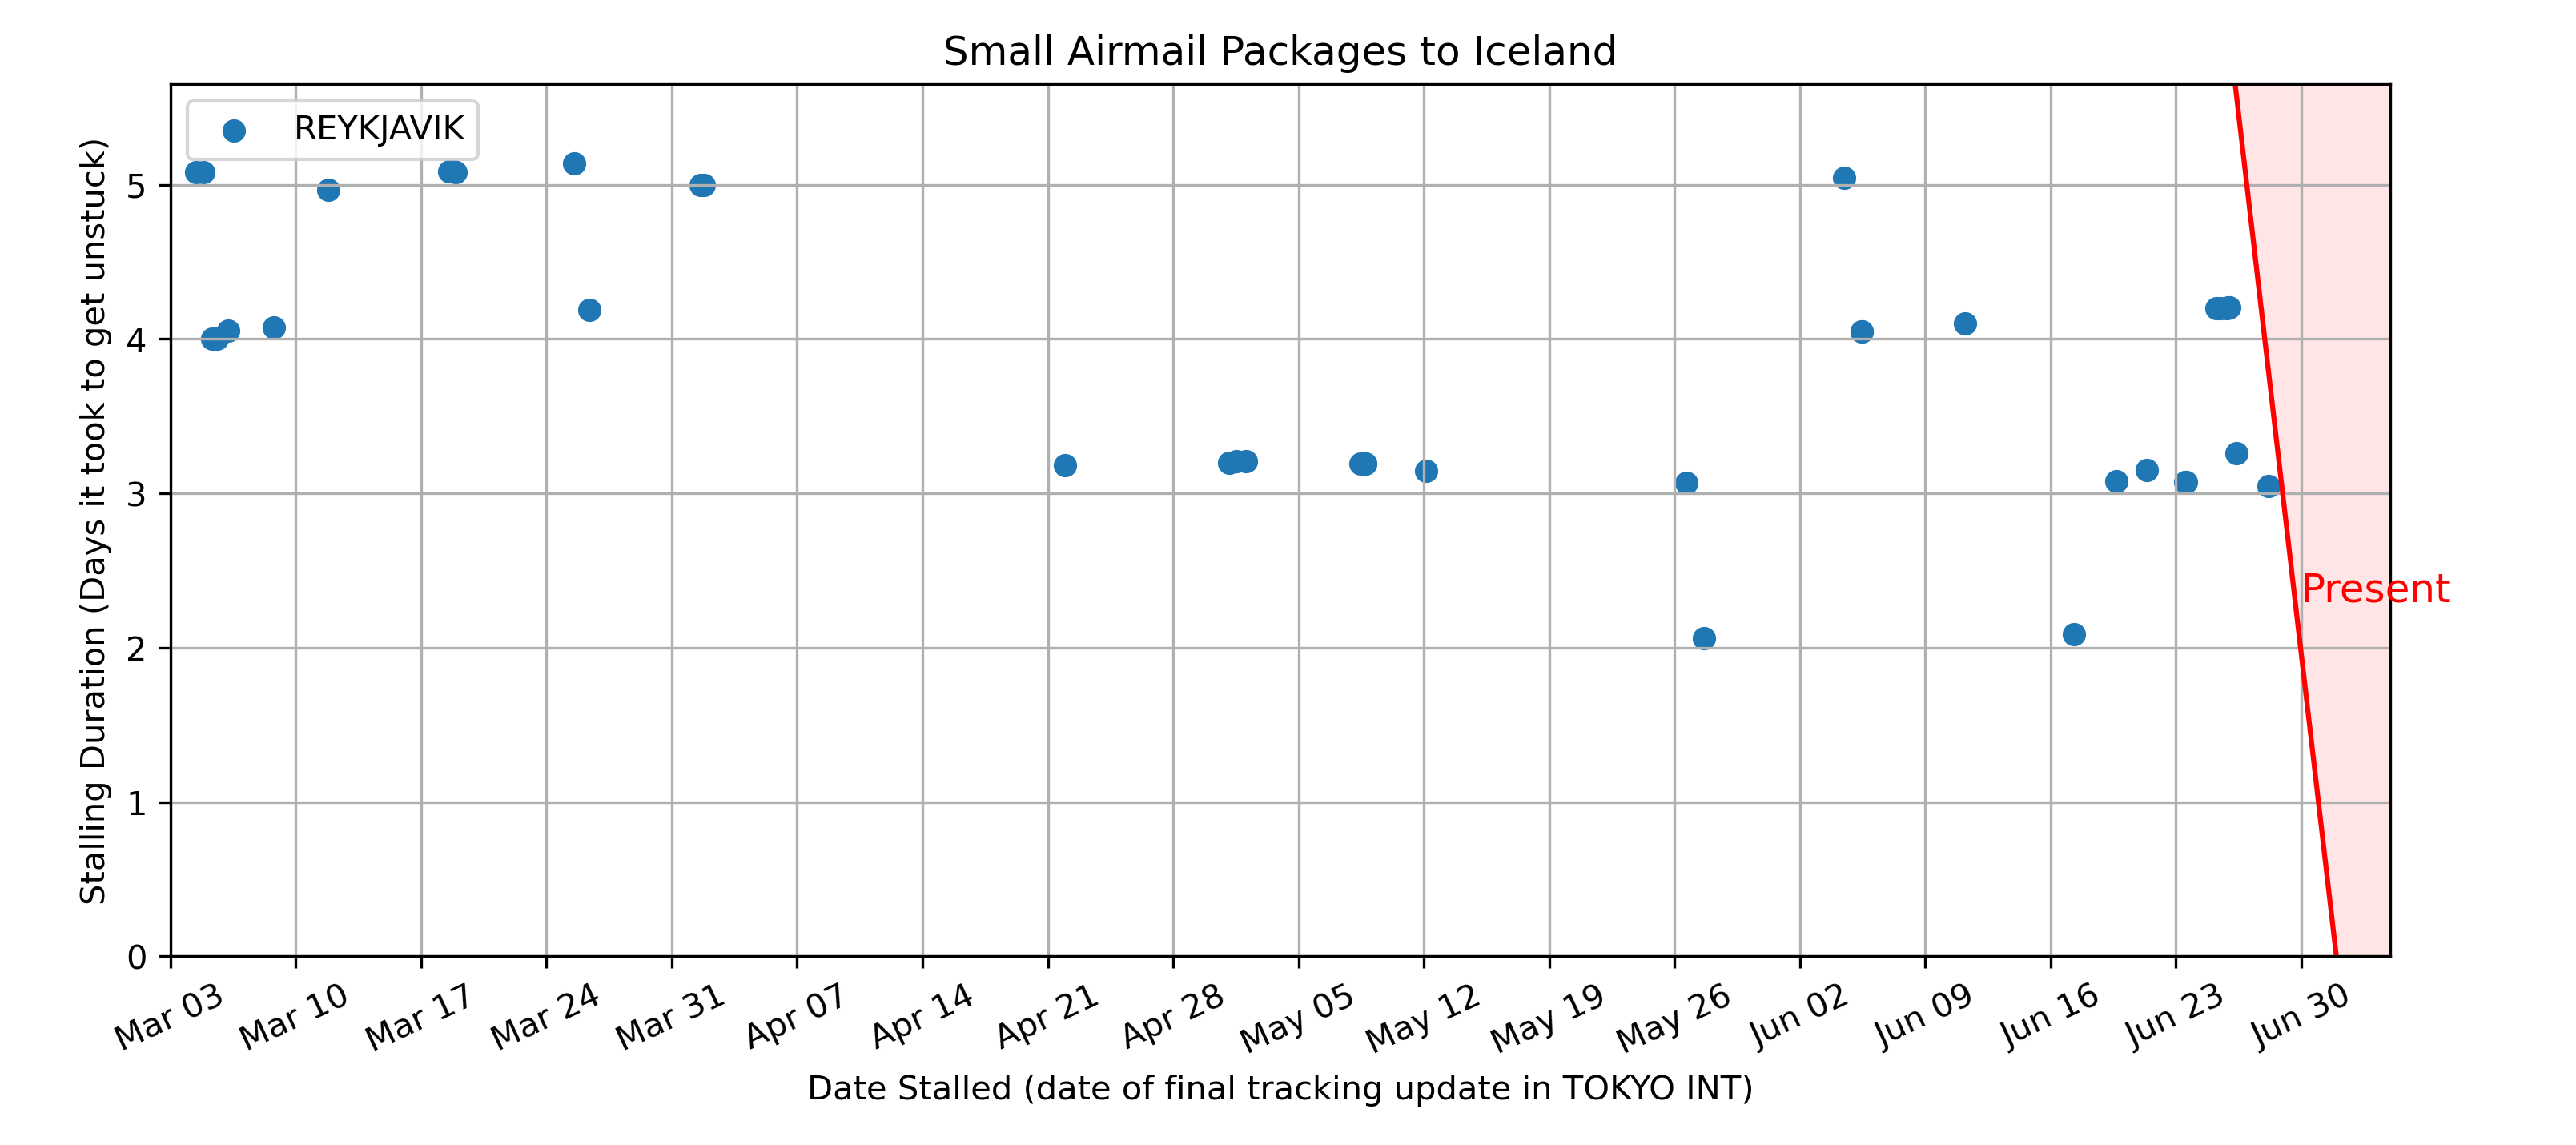 Small Airmail Packages to Iceland
REYKJAVIK
Stalling Duration (Days it took to get unstuck)
5
4
3
2
1
0
Present
Mar 03
Mar 10
Mar 17
Mar 24
Mar 31
Apr 07
Apr 14
Apr 21
Apr 28
May 05
May 12
May 19
May 26
Jun 02
Jun 09
Jun 16
Jun 23
Jun 30
Date Stalled (date of final tracking update in TOKYO INT)